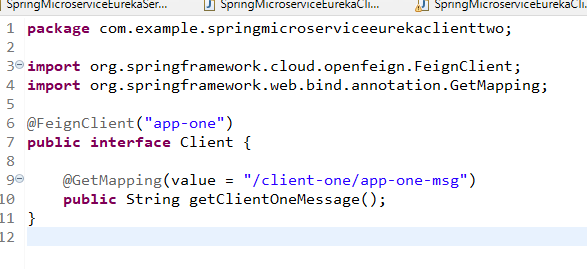 SpringMicroserviceEurekaSer... SpringMicroserviceEurekaCli... SpringMicroserviceEurekaCli...
1 package com.example.springmicroserviceeurekaclienttwo;
2
3 import org.springframework.cloud.openfeign.FeignClient;
4 import org.springframework.web.bind.annotation.GetMapping;
5
6 @FeignClient("app-one")
7 public interface Client {
8
9 @GetMapping(value = "/client-one/app-one-msg")
10 public String getClientOneMessage();
11 }
12